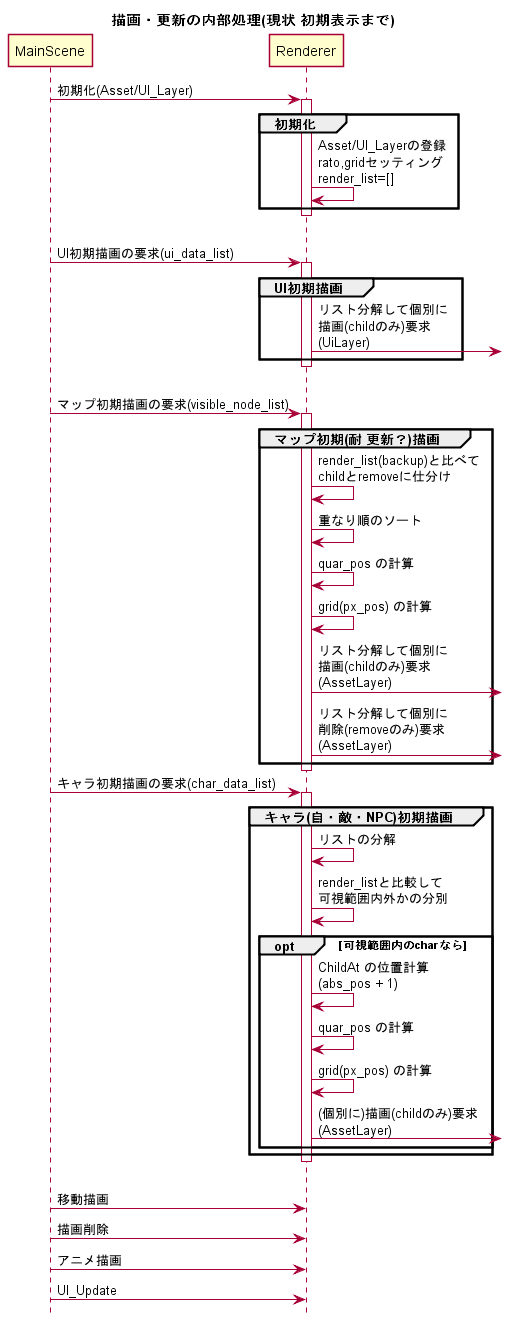 描画・更新の内部処理(現状 初期表示まで)
MainScene
Renderer
初期化(Asset/UI_Layer)
初期化
Asset/UI_Layerの登録
rato,gridセッティング
render_list=[]
UI初期描画の要求(ui_data_list)
UI初期描画
リスト分解して個別に
描画(childのみ)要求
(UiLayer)
マップ初期描画の要求(visible_node_list)
マップ初期(耐 更新？)描画
render_list(backup)と比べて
childとremoveに仕分け
重なり順のソート
quar_pos の計算
grid(px_pos) の計算
リスト分解して個別に
描画(childのみ)要求
(AssetLayer)
リスト分解して個別に
削除(removeのみ)要求
(AssetLayer)
キャラ初期描画の要求(char_data_list)
キャラ(自・敵・NPC)初期描画
リストの分解
render_listと比較して
可視範囲内外かの分別
opt
[可視範囲内のcharなら]
ChildAt の位置計算
(abs_pos + 1)
quar_pos の計算
grid(px_pos) の計算
(個別に)描画(childのみ)要求
(AssetLayer)
移動描画
描画削除
アニメ描画
UI_Update